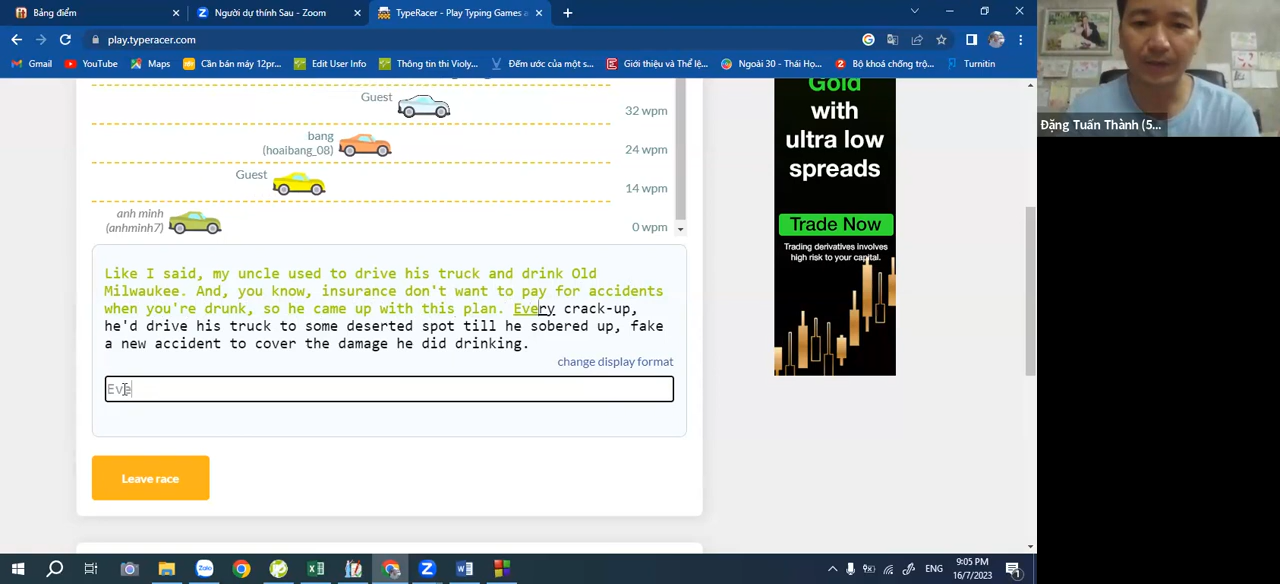 Bảng điểm
Người dự thính Sau - Zoom
TypeRacer - Play Typing Games a
play.typeracer.com
Gmail
YouTube
Maps
Cần bán máy 12pr...
Edit User Info
Thông tin thi Violy...
Đếm ước của một s...
Giới thiệu và Thể lệ...
Ngoài 30 - Thái Họ...
Bộ khoá chống trộ...
Turnitin
Guest
32 wpm
bang
(hoaibang_08)
24 wpm
Guest
14 wpm
anh minh
(anhminh7)
0 wpm
Like I said, my uncle used to drive his truck and drink Old
Milwaukee. And, you know, insurance don't want to pay for accidents
when you're drunk, so he came up with this plan. Every crack-up,
he'd drive his truck to some deserted spot till he sobered up, fake
a new accident to cover the damage he did drinking.
change display format
Eve
Leave race
Gold
with
ultra low
spreads
Trade Now
Trading derivatives involves
high risk to your capital.
Đặng Tuấn Thành (5...
ENG
9:05 PM
16/7/2023